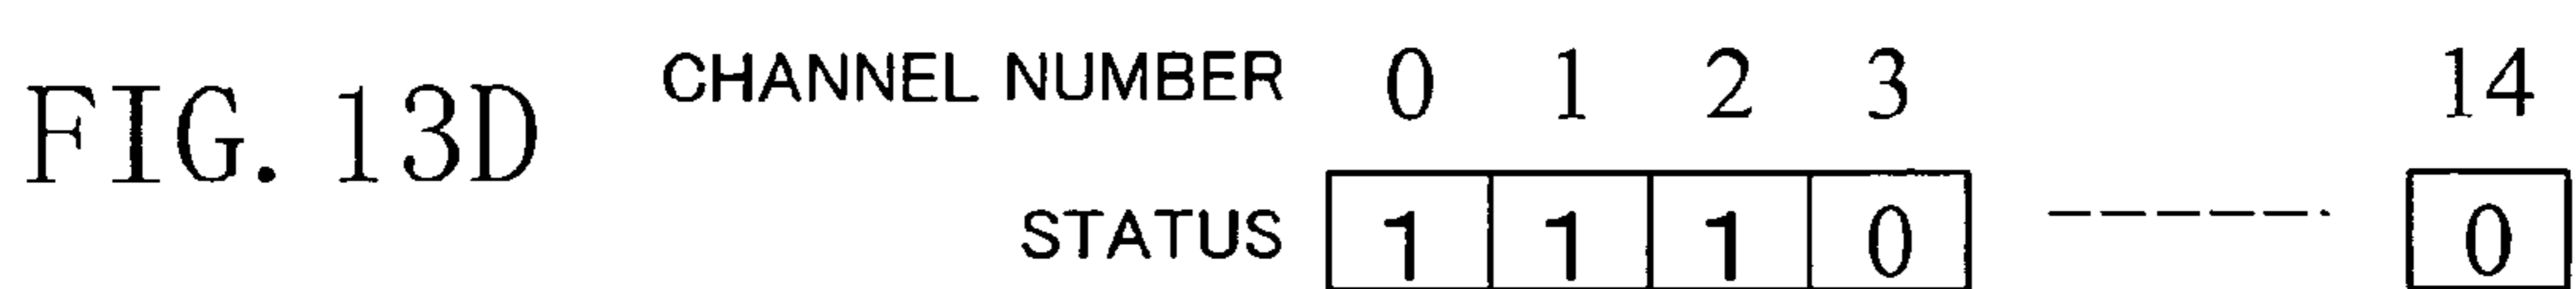 FIG. 13D
CHANNEL NUMBER 0 1 2 3 14
STATUS 1 1 1 0 ------ 0